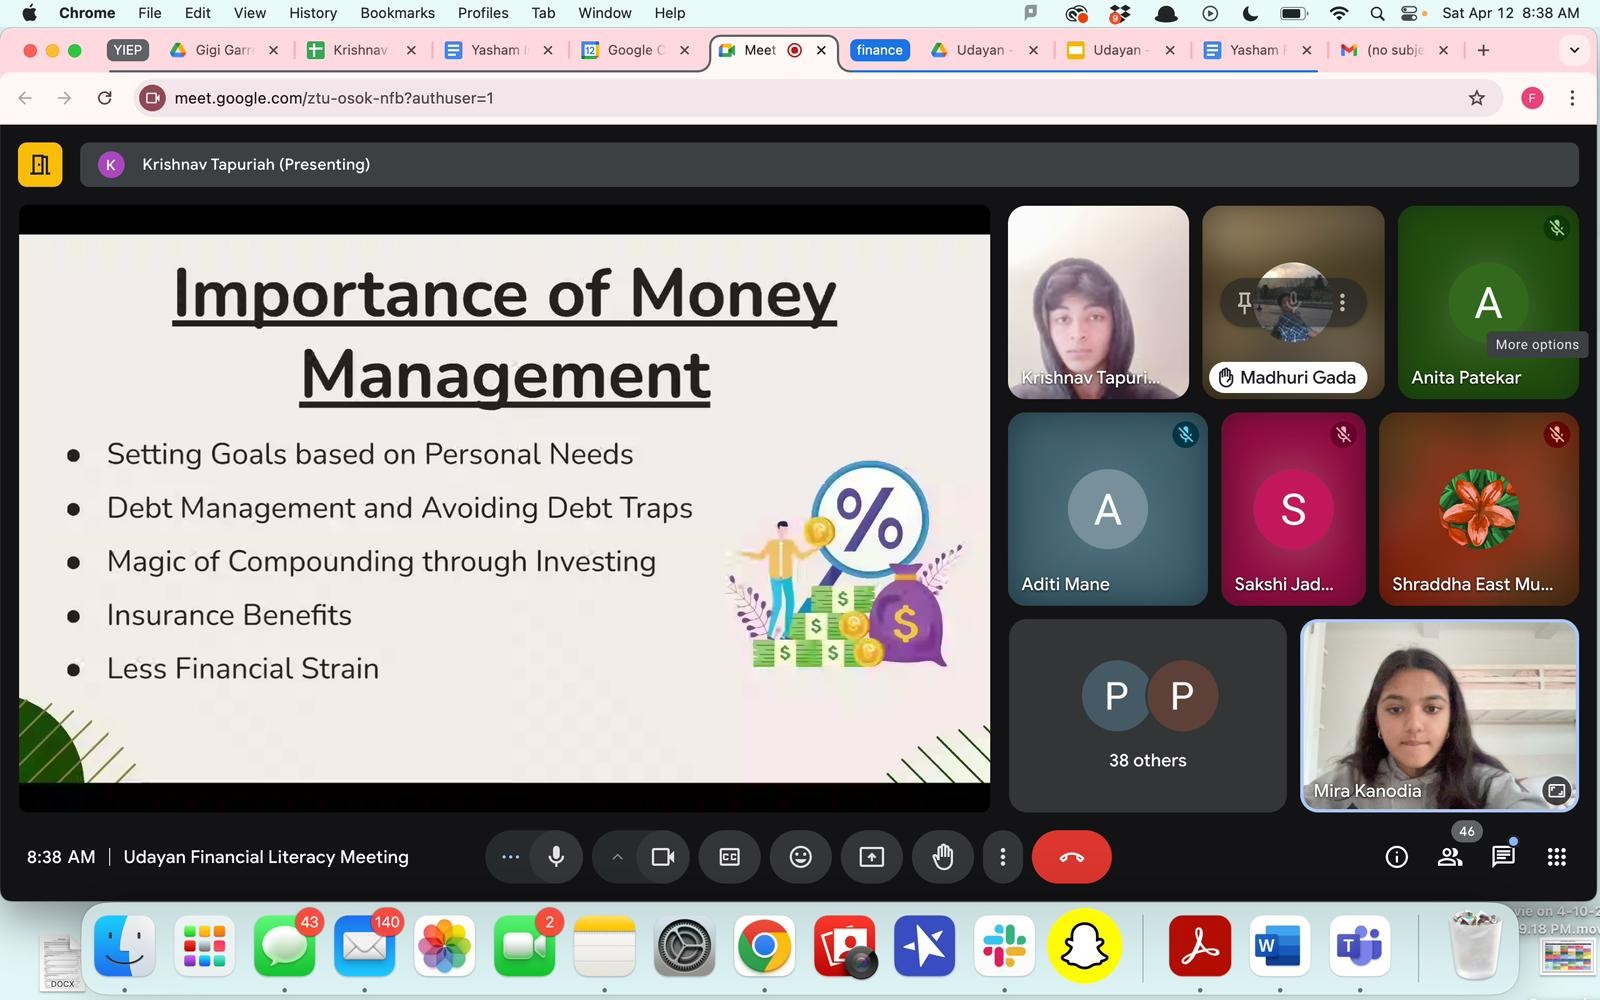 Chrome File Edit View History Bookmarks Profiles Tab Window Help 9 Sat Apr 12 8:38 AM
YIEP Gigi Garr Krishnav Yasham 12 Google C Meet finance Udayan - Udayan - Yasham F (no subje
meet.google.com/ztu-osok-nfb?authuser=1 F
K Krishnav Tapuriah (Presenting)
Importance of Money
Management
• Setting Goals based on Personal Needs
• Debt Management and Avoiding Debt Traps
• Magic of Compounding through Investing
• Insurance Benefits
• Less Financial Strain
%
$
$ $
$ $
Krishnav Tapuri...
Madhuri Gada
A
More options
Anita Patekar
A
Aditi Mane
S
Sakshi Jad...
Shraddha East Mu...
P P
38 others
Mira Kanodia
8:38 AM | Udayan Financial Literacy Meeting
CC
46
DOCX
43
140
2
W
T
vie on 4-10-2
9.18 PM.mov